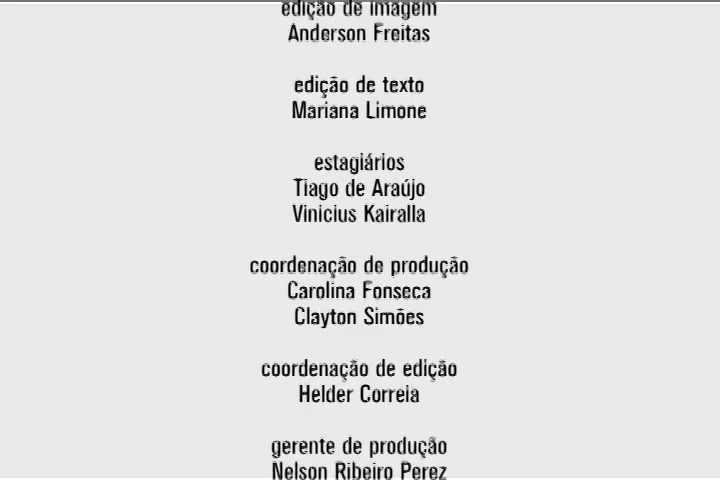 edição de imagem
Anderson Freitas
edição de texto
Mariana Limone
estagiários
Tiago de Araújo
Vinicius Kairalla
coordenação de produção
Carolina Fonseca
Clayton Simões
coordenação de edição
Helder Correia
gerente de produção
Nelson Ribeiro Perez